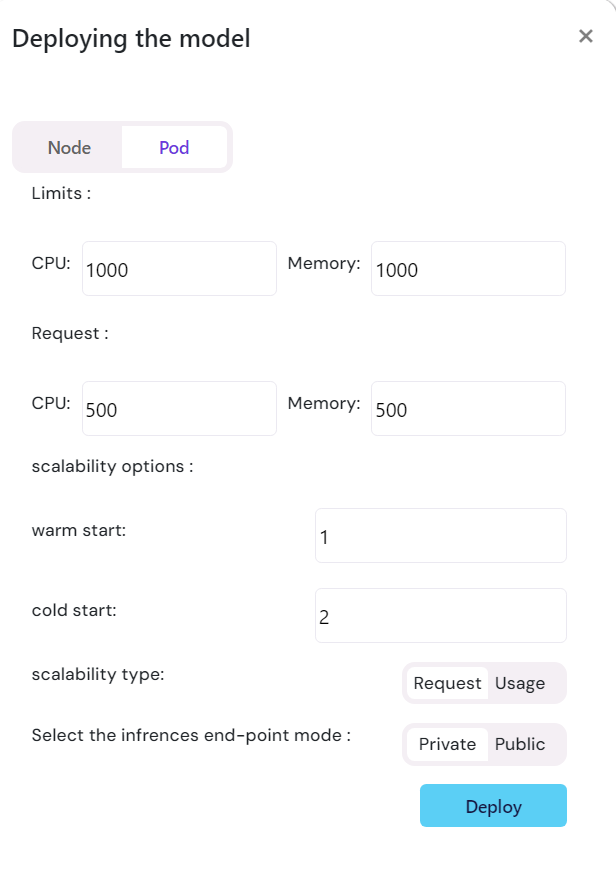 Deploying the model
Node Pod
Limits :
CPU: 1000 Memory: 1000
Request :
CPU: 500 Memory: 500
scalability options :
warm start: 1
cold start: 2
scalability type: Request Usage
Select the infrences end-point mode : Private Public
Deploy